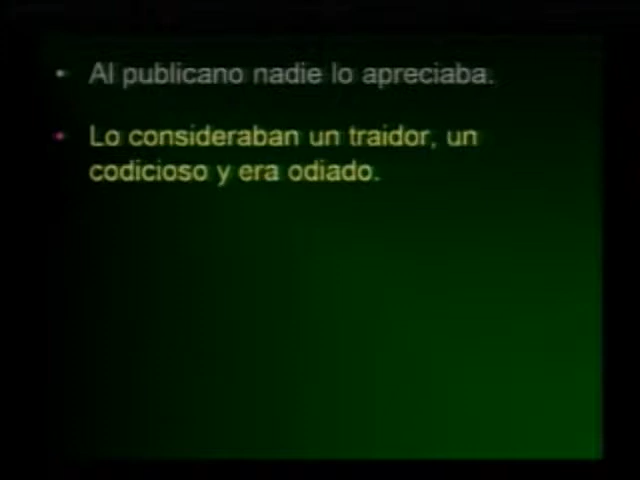 • Al publicano nadie lo apreciaba.
• Lo consideraban un traidor, un
codicioso y era odiado.